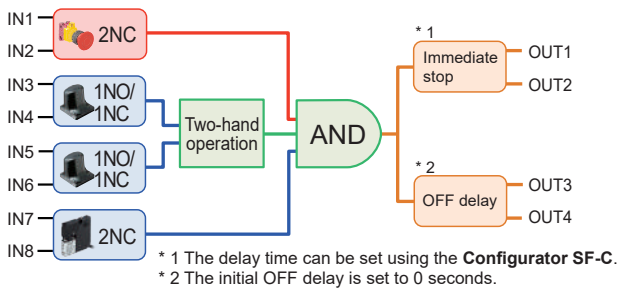 IN1
IN2
2NC
IN3
IN4
1NO/
1NC
IN5
IN6
1NO/
1NC
IN7
IN8
2NC
Two-hand
operation
AND
* 1
Immediate
stop
OUT1
OUT2
* 2
OFF delay
OUT3
OUT4
* 1 The delay time can be set using the Configurator SF-C.
* 2 The initial OFF delay is set to 0 seconds.